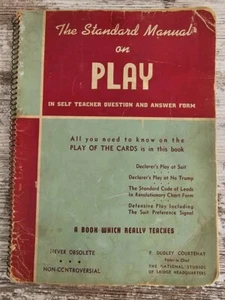 The Standard Manual
on
PLAY
IN SELF TEACHER QUESTION AND ANSWER FORM
All you need to know on the
PLAY OF THE CARDS is in this book
Declarer's Play at Suit
Declarer's Play at No Trump
The Standard Code of Leads
in Revolutionary Chart Form
Defensive Play Including
The Suit Preference Signal
A BOOK WHICH REALLY TEACHES
NEVER OBSOLETE
• • •
NON-CONTROVERSIAL
F. DUDLEY COURTENAY
Editor in Chief
THE NATIONAL STUDIOS
OF BRIDGE HEADQUARTERS